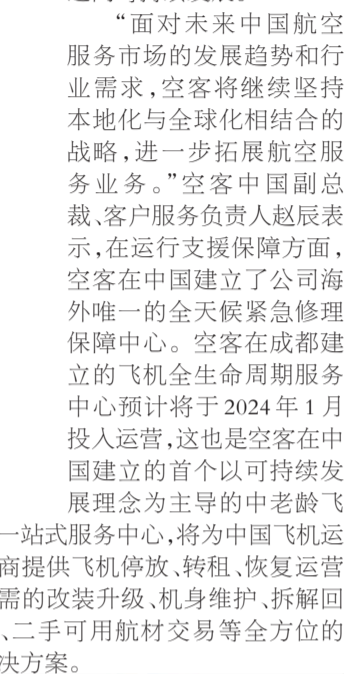 “面对未来中国航空
服务市场的发展趋势和行
业需求，空客将继续坚持
本地化与全球化相结合的
战略，进一步拓展航空服
务业务。”空客中国副总
裁、客户服务负责人赵辰表
示，在运行支援保障方面，
空客在中国建立了公司海
外唯一的全天候紧急修理
保障中心。空客在成都建
立的飞机全生命周期服务
中心预计将于2024年1月
投入运营，这也是空客在中
国建立的首个以可持续发
展理念为主导的中老龄飞
一站式服务中心，将为中国飞机运
商提供飞机停放、转租、恢复运营
需的改装升级、机身维护、拆解回
、二手可用航材交易等全方位的
决方案。